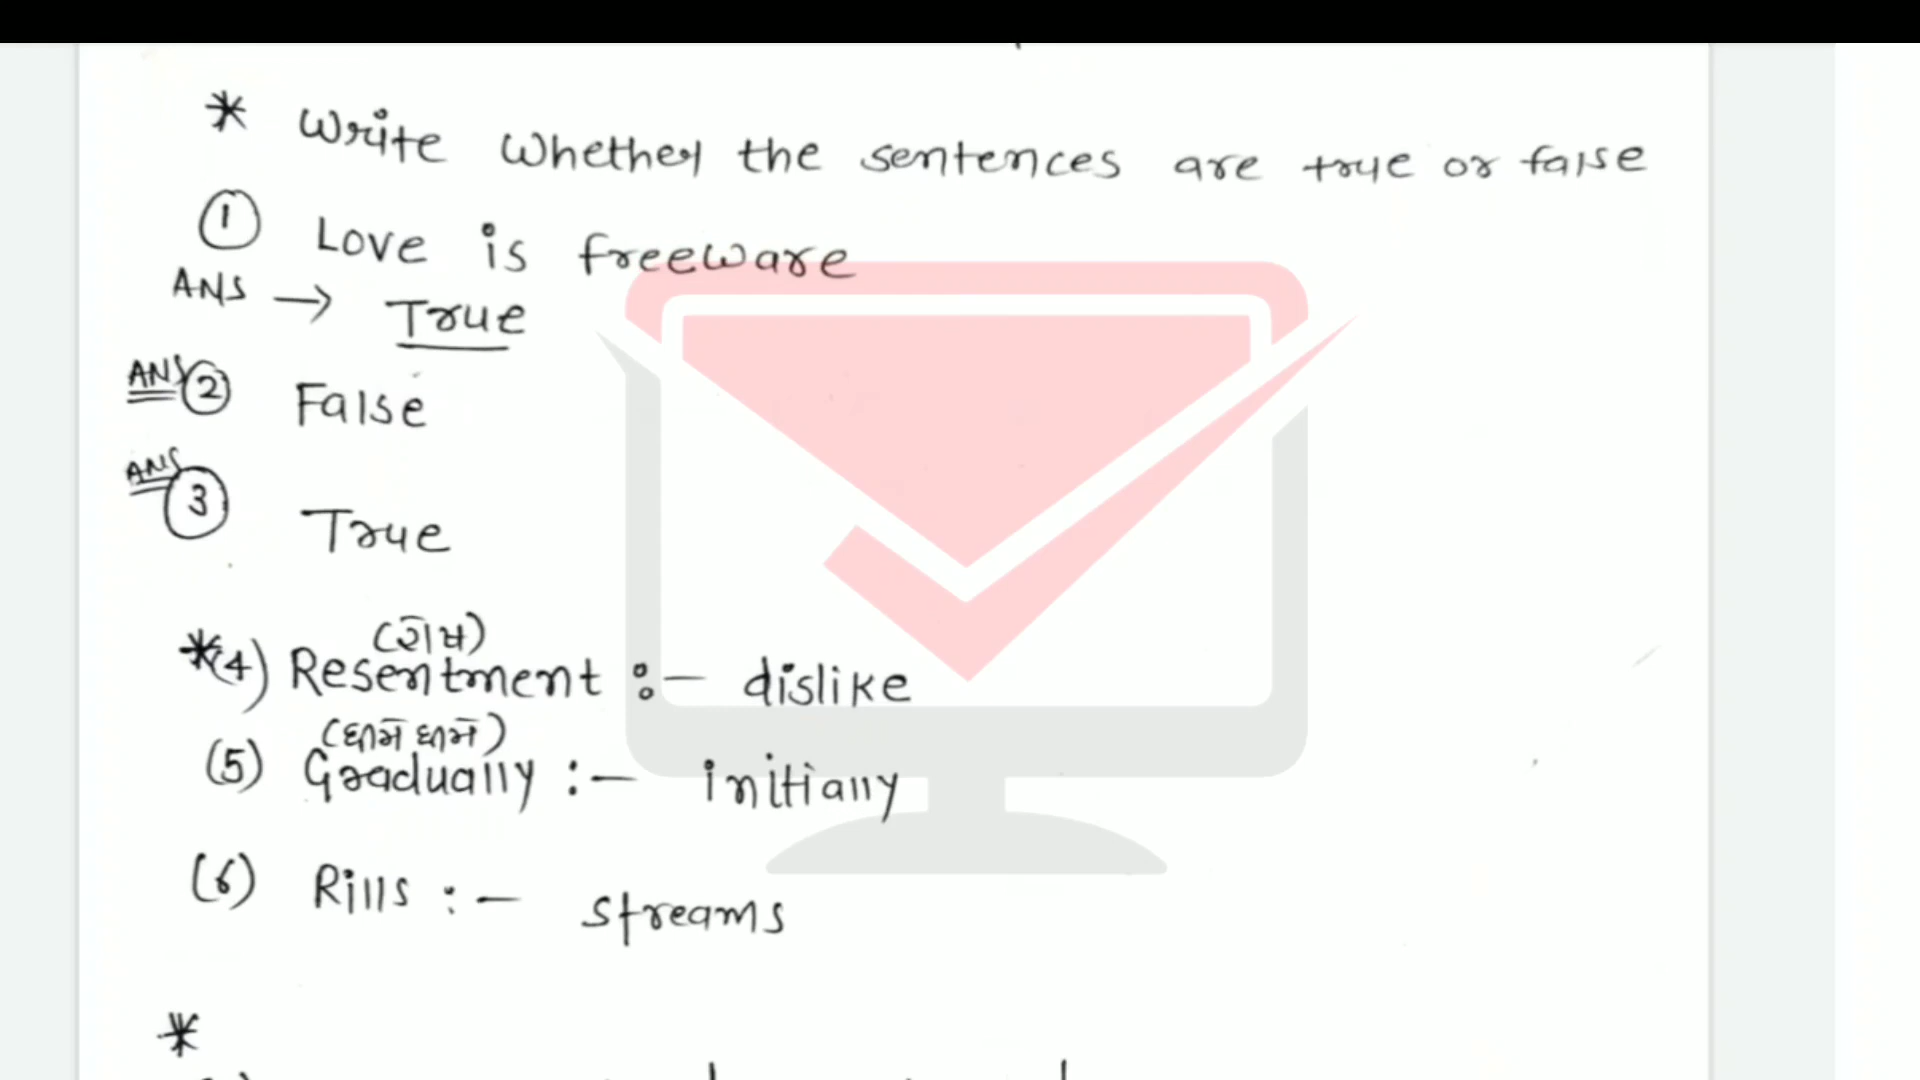 * Write whether the sentences are true or false
① Love is freeware
ANS → True
ANS ② False
ANS ③ True
(રોષ)
*(4) Resentment :- dislike
(ધીમે ધીમે)
(5) Gradually :- initially
(6) Rills :- streams
*